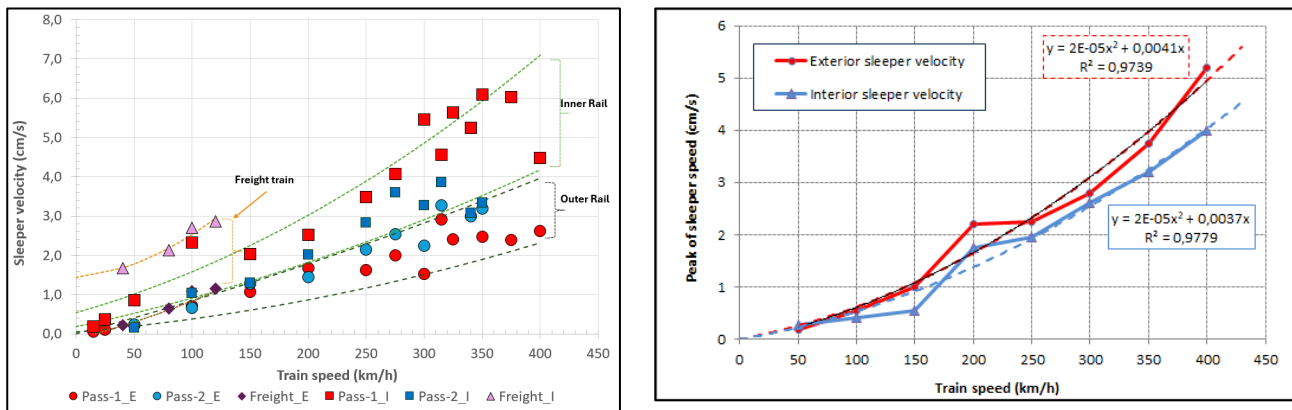 8,0
7,0
6,0
5,0
4,0
3,0
2,0
1,0
0,0
Sleeper velocity (cm/s)
Inner Rail
Freight train
Outer Rail
0 50 100 150 200 250 300 350 400 450
Train speed (km/h)
Pass-1_E Pass-2_E Freight_E Pass-1_I Pass-2_I Freight_I
6
5
4
3
2
1
0
Peak of sleeper speed (cm/s)
Exterior sleeper velocity
Interior sleeper velocity
y = 2E-05x² + 0,0041x
R² = 0,9739
y = 2E-05x² + 0,0037x
R² = 0,9779
0 50 100 150 200 250 300 350 400 450
Train speed (km/h)